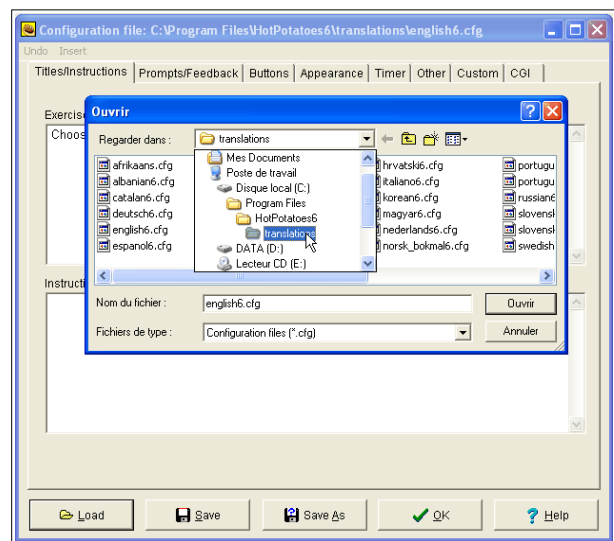 Configuration file: C:\Program Files\HotPotatoes6\translations\english6.cfg
Undo Insert
Titles/Instructions Prompts/Feedback Buttons Appearance Timer Other Custom CGI
Exercis
Choos
Ouvrir
Regarder dans : translations
Mes Documents
Poste de travail
Disque local (C:)
Program Files
HotPotatoes6
translations
DATA (D:)
Lecteur CD (E:)
afrikaans.cfg
albanian6.cfg
catalan6.cfg
deutsch6.cfg
english6.cfg
espanol6.cfg
hrvatski6.cfg
italiano6.cfg
korean6.cfg
magyar6.cfg
nederlands6.cfg
norsk_bokmal6.cfg
portugu
portugu
russian6
slovensl
slovensl
swedish
Instructi
Nom du fichier : english6.cfg Ouvrir
Fichiers de type : Configuration files (*.cfg) Annuler
Load Save Save As OK Help